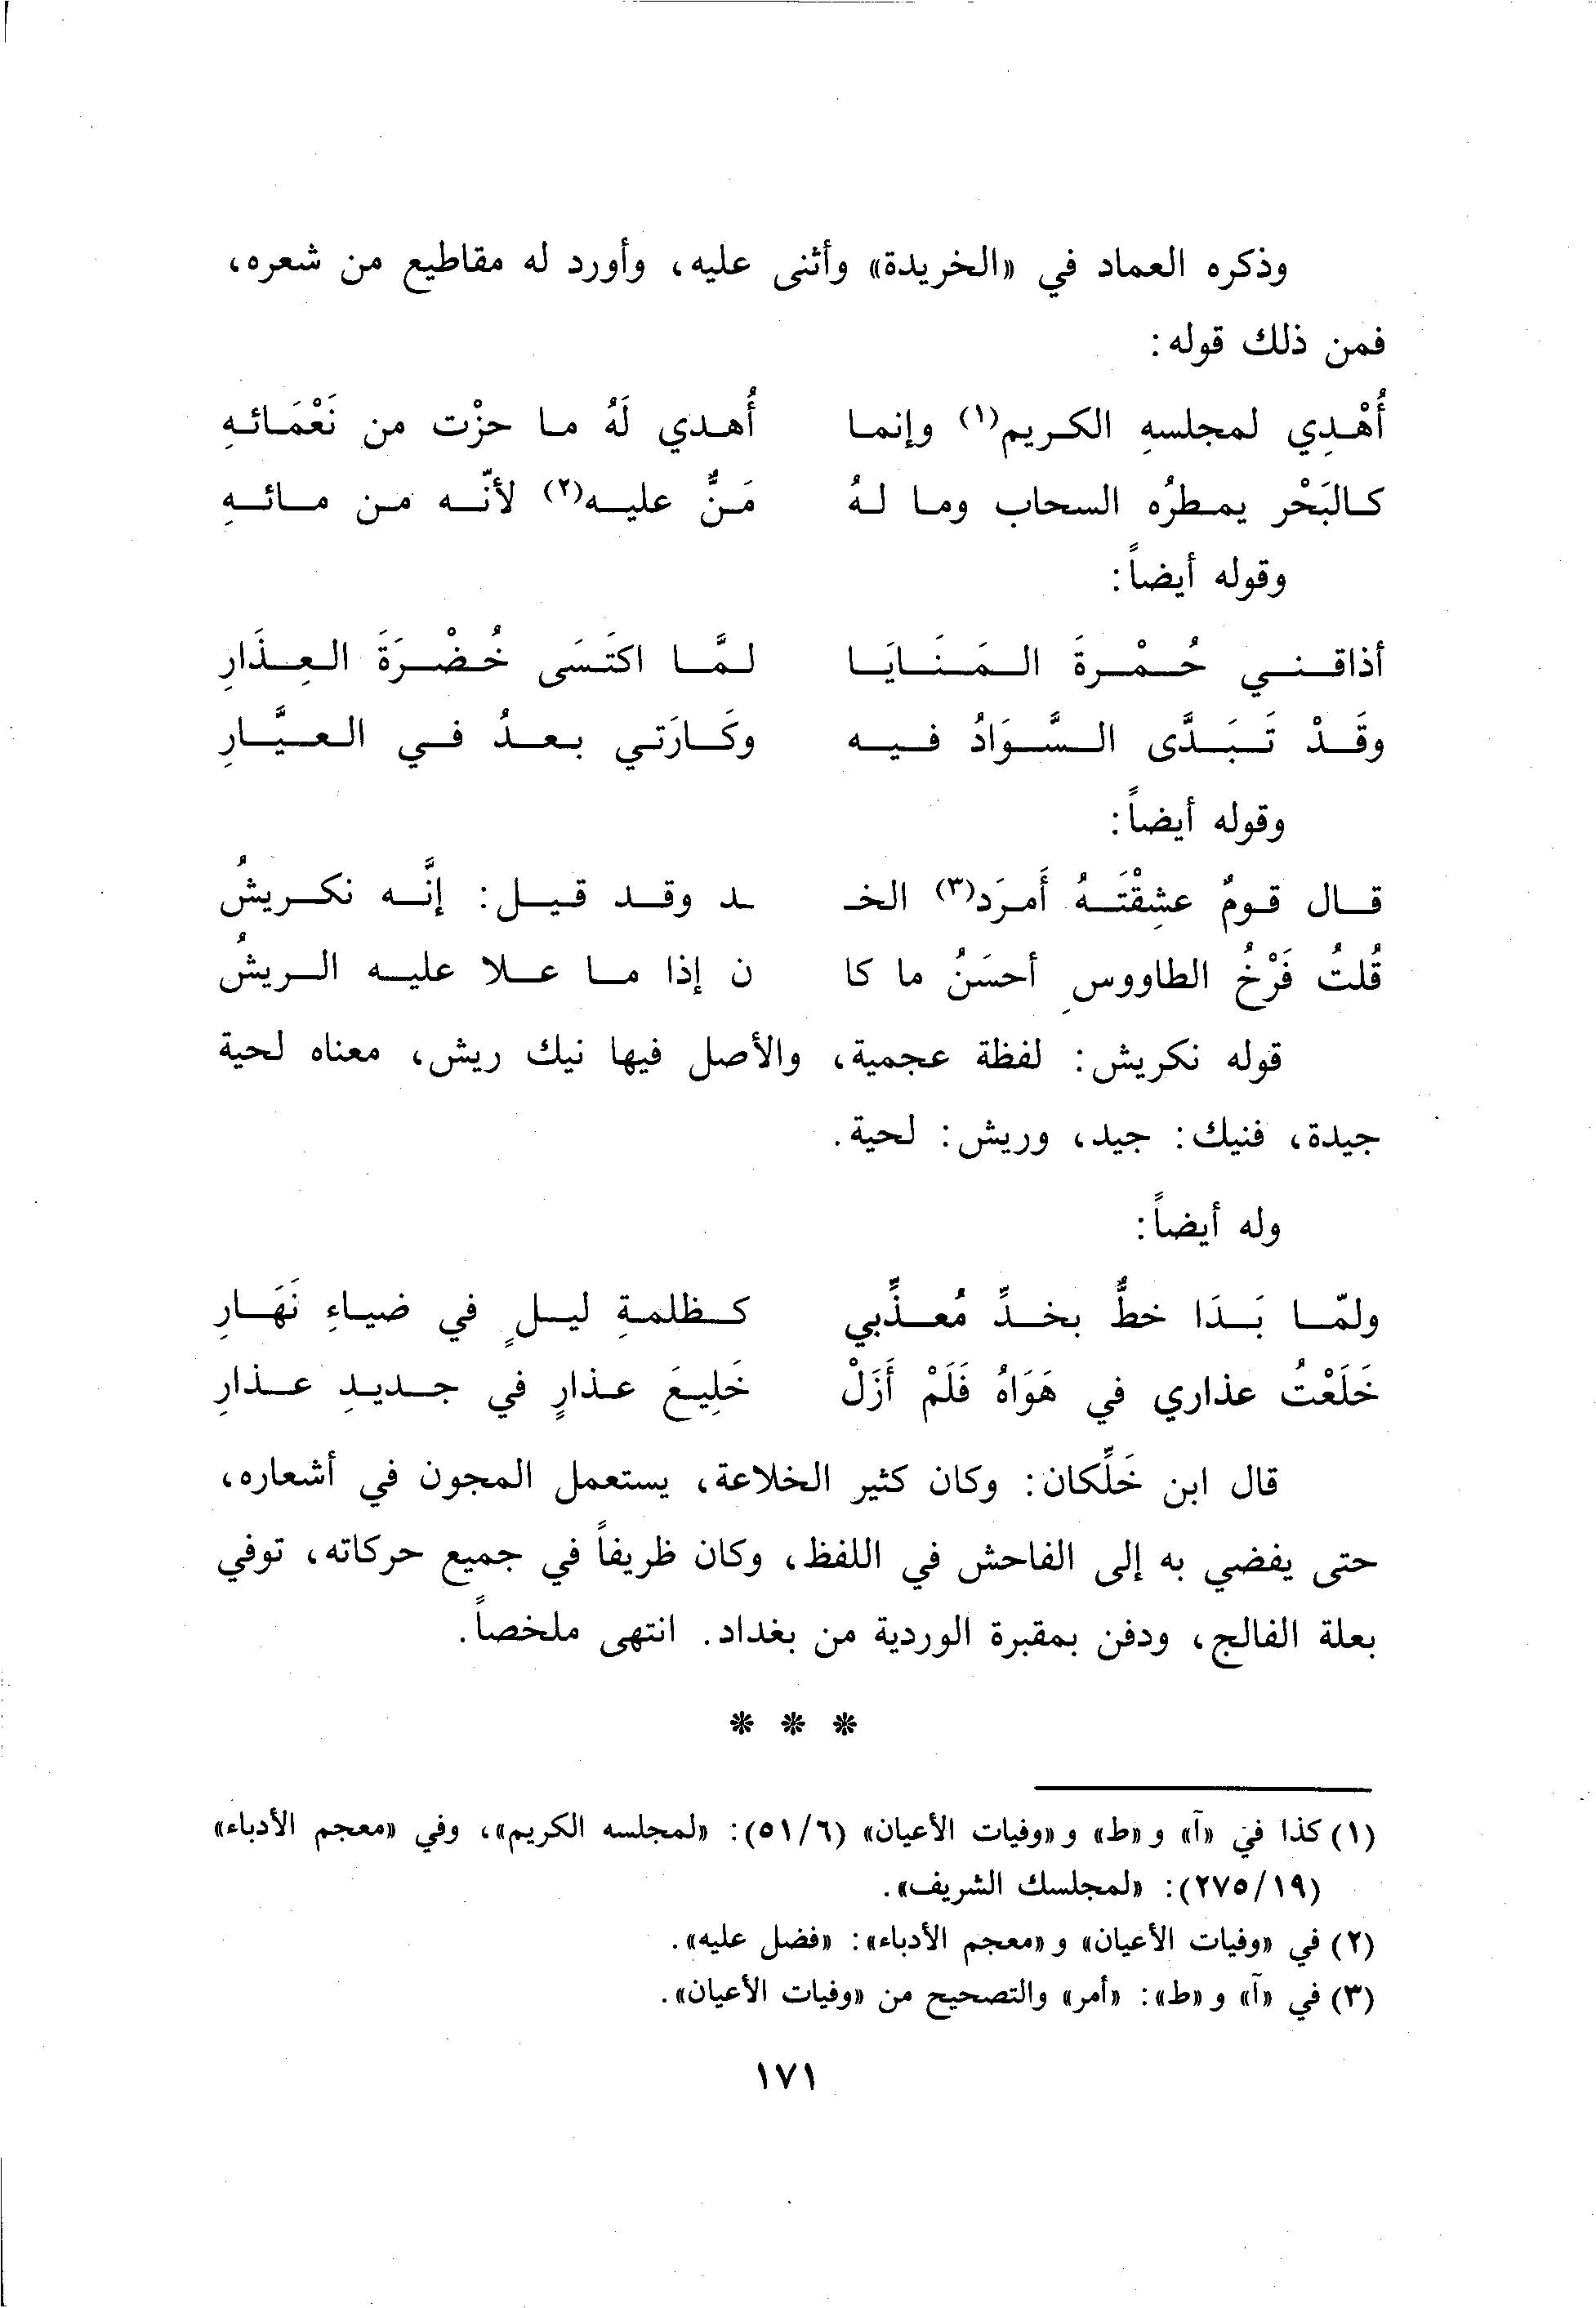 وذكره العماد في «الخريدة» وأثنى عليه، وأورد له مقاطيع من شعره،
فمن ذلك قوله:
أُهْدِي لمجلسهِ الكريم(١) وإنما أُهدي لَهُ ما حزْت من نَعْمَائهِ
كالبَحْر يمطرُه السحاب وما لهُ مَنٌّ عليه(٢) لأنّه من مائهِ
وقوله أيضاً:
أذاقني حُمْرةَ المَنَايَا لمَّا اكتَسَى خُضْرَةَ العِذَارِ
وقَدْ تَبَدَّى السَّوَادُ فيه وكَارَتي بعدُ في العيَّارِ
وقوله أيضاً:
قال قومٌ عشِقْتَهُ أَمرَد(٣) الخـ ـد وقد قيل: إنَّه نكريشُ
قُلتُ فَرْخُ الطاووسِ أحسَنُ ما كا ن إذا ما علا عليه الريشُ
قوله نكريش: لفظة عجمية، والأصل فيها نيك ريش، معناه لحية
جيدة، فنيك: جيد، وريش: لحية.
وله أيضاً:
ولمّا بَدَا خطٌّ بخدِّ مُعذِّبي كظلمةِ ليلٍ في ضياءِ نَهَارِ
خَلَعْتُ عذاري في هَوَاهُ فَلَمْ أَزَلْ خَلِيعَ عذارٍ في جديدِ عذارِ
قال ابن خَلِّكان: وكان كثير الخلاعة، يستعمل المجون في أشعاره،
حتى يفضي به إلى الفاحش في اللفظ، وكان ظريفاً في جميع حركاته، توفي
بعلة الفالج، ودفن بمقبرة الوردية من بغداد. انتهى ملخصاً.
* * *
(١) كذا في «آ» و «ط» و «وفيات الأعيان» (٥١/٦): «لمجلسه الكريم»، وفي «معجم الأدباء»
(٢٧٥/١٩): «لمجلسك الشريف».
(٢) في «وفيات الأعيان» و «معجم الأدباء»: «فضل عليه».
(٣) في «آ» و «ط»: «أمر» والتصحيح من «وفيات الأعيان».
١٧١